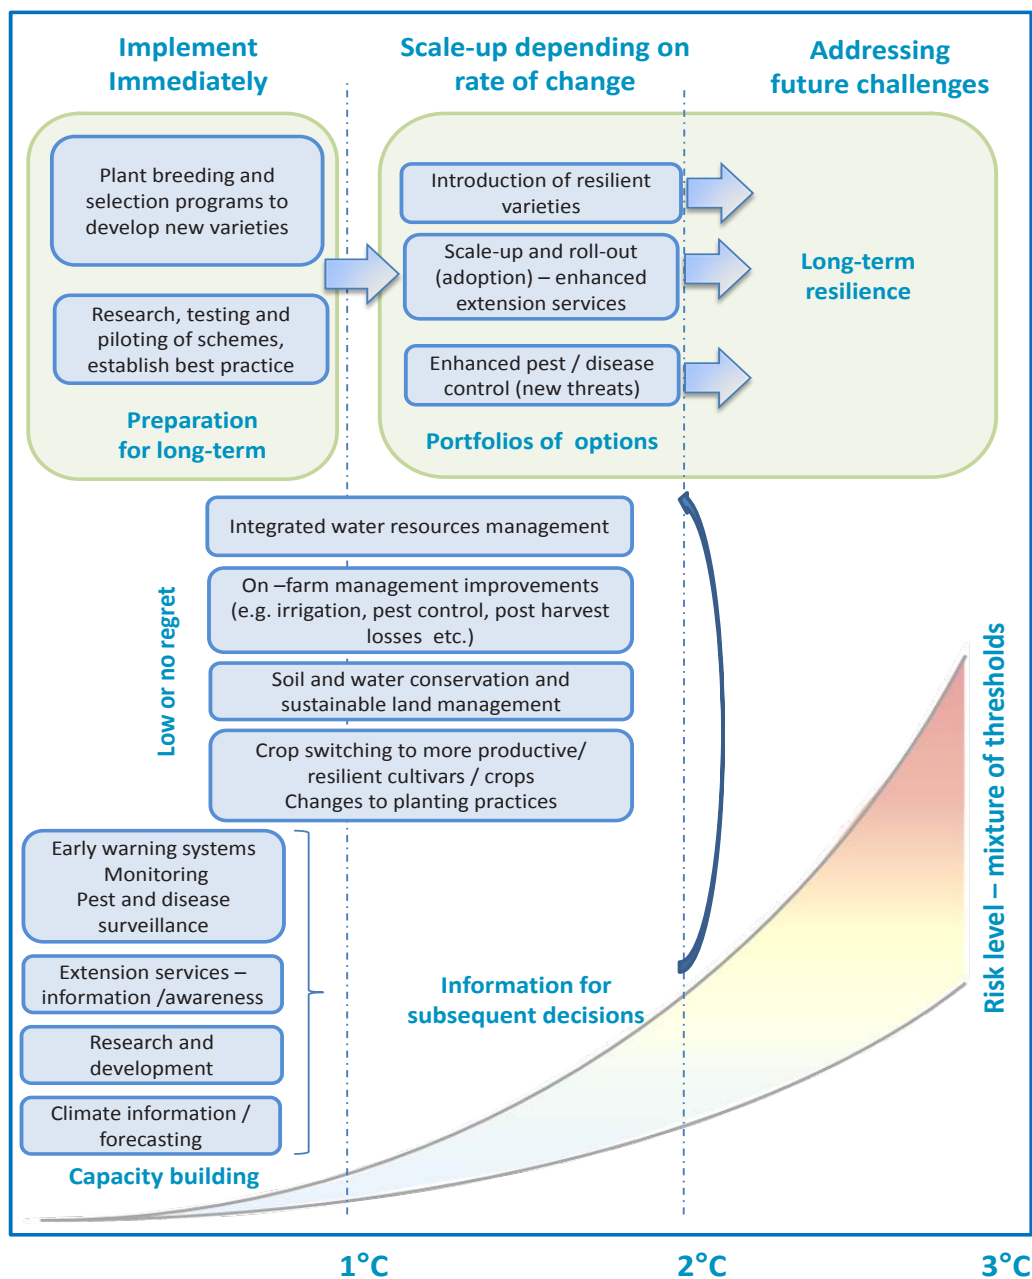 Implement
Immediately
Scale-up depending on
rate of change
Addressing
future challenges
Plant breeding and
selection programs to
develop new varieties
Research, testing and
piloting of schemes,
establish best practice
Preparation
for long-term
Introduction of resilient
varieties
Scale-up and roll-out
(adoption) – enhanced
extension services
Enhanced pest / disease
control (new threats)
Portfolios of options
Long-term
resilience
Low or no regret
Integrated water resources management
On –farm management improvements
(e.g. irrigation, pest control, post harvest
losses etc.)
Soil and water conservation and
sustainable land management
Crop switching to more productive/
resilient cultivars / crops
Changes to planting practices
Early warning systems
Monitoring
Pest and disease
surveillance
Extension services –
information /awareness
Research and
development
Climate information /
forecasting
Capacity building
Information for
subsequent decisions
Risk level – mixture of thresholds
1°C
2°C
3°C